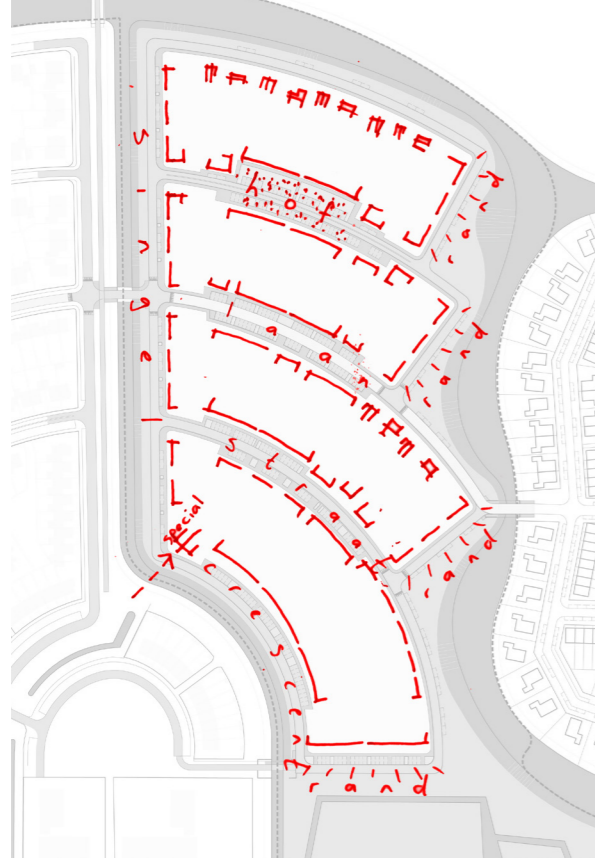 singel
hof
rand
laan
rand
straat
rand
special
crescent
rand